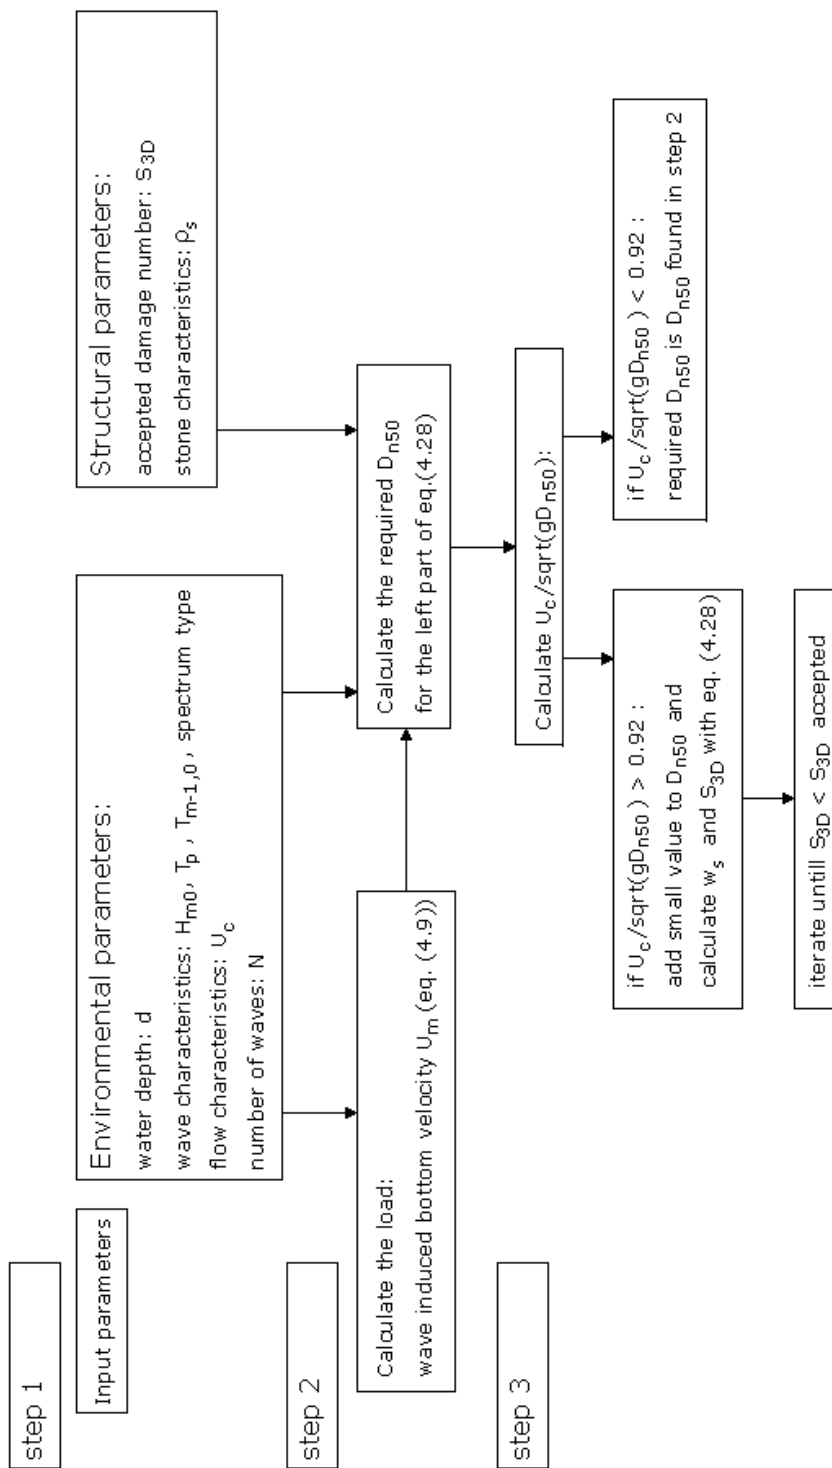 step 1
Input parameters
Environmental parameters:
water depth: d
wave characteristics: H_m0, T_p , T_m-1,0 , spectrum type
flow characteristics: U_c
number of waves: N
Structural parameters:
accepted damage number: S_3D
stone characteristics: ρ_s
step 2
Calculate the load:
wave induced bottom velocity U_m (eq. (4.9))
Calculate the required D_n50
for the left part of eq.(4.28)
step 3
Calculate U_c/sqrt(gD_n50):
if U_c/sqrt(gD_n50) > 0.92 :
add small value to D_n50 and
calculate w_s and S_3D with eq. (4.28)
if U_c/sqrt(gD_n50) < 0.92 :
required D_n50 is D_n50 found in step 2
iterate untill S_3D < S_3D accepted